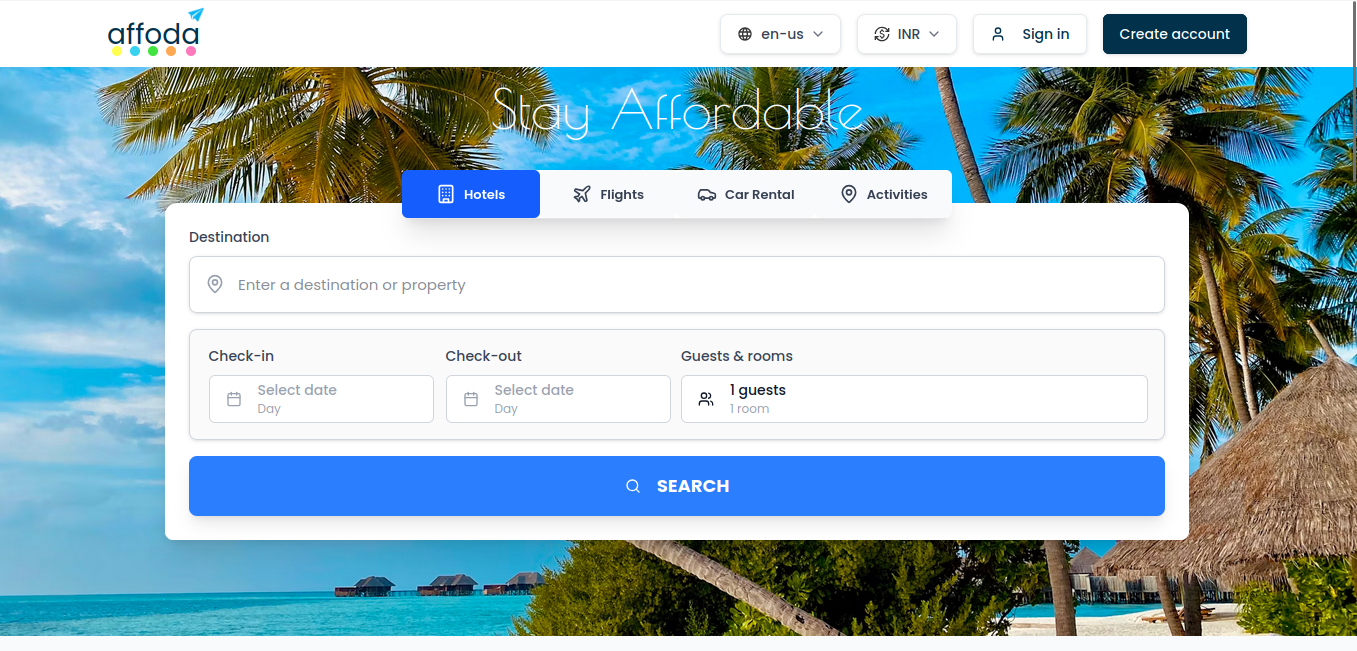 affoda
en-us
INR
Sign in
Create account
Stay Affordable
Hotels
Flights
Car Rental
Activities
Destination
Enter a destination or property
Check-in
Check-out
Guests & rooms
Select date
Day
Select date
Day
1 guests
1 room
SEARCH